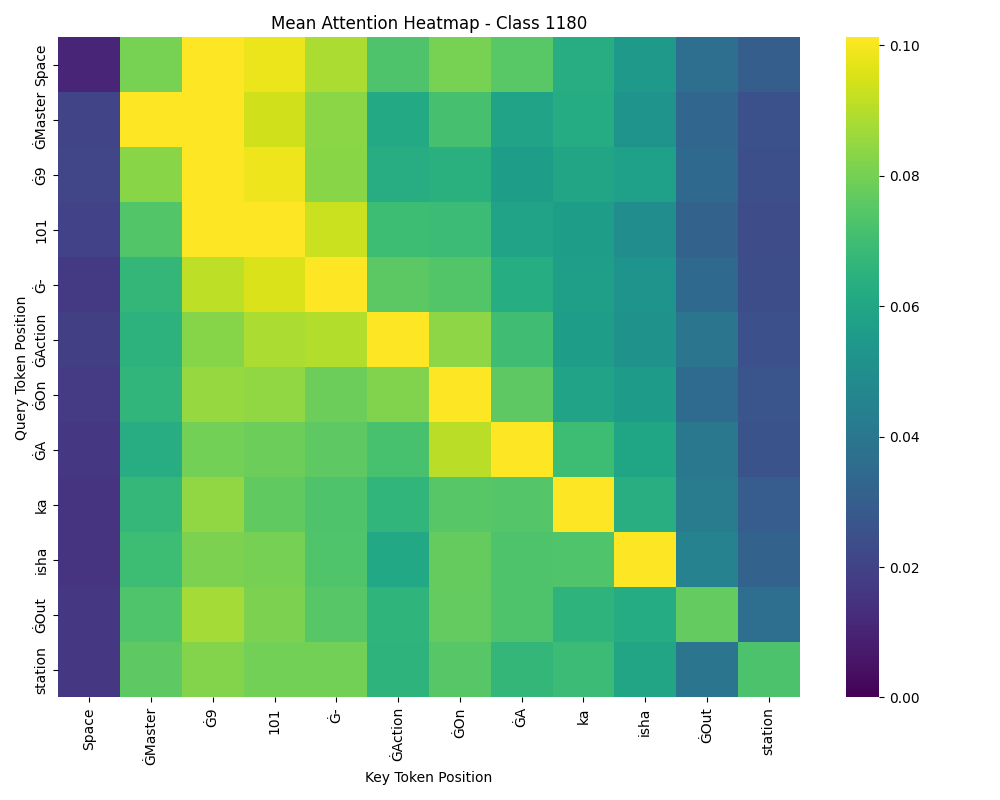 Mean Attention Heatmap - Class 1180
Query Token Position
Space
ĠMaster
Ġ9
101
Ġ-
ĠAction
ĠOn
ĠA
ka
isha
ĠOut
station
Space
ĠMaster
Ġ9
101
Ġ-
ĠAction
ĠOn
ĠA
ka
isha
ĠOut
station
Key Token Position
0.10
0.08
0.06
0.04
0.02
0.00